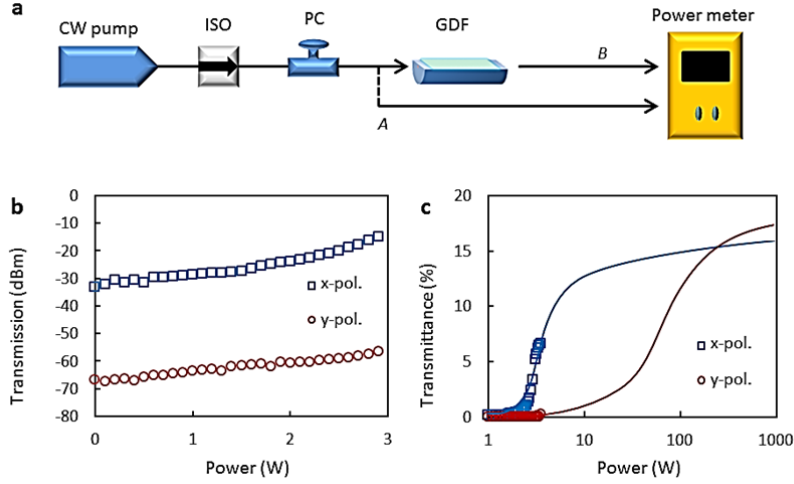 a
CW pump
ISO
PC
GDF
Power meter
B
A
b
0
-10
-20
-30
-40
-50
-60
-70
-80
Transmission (dBm)
x-pol.
y-pol.
0
1
2
3
Power (W)
c
20
15
10
5
0
Transmittance (%)
x-pol.
y-pol.
1
10
100
1000
Power (W)